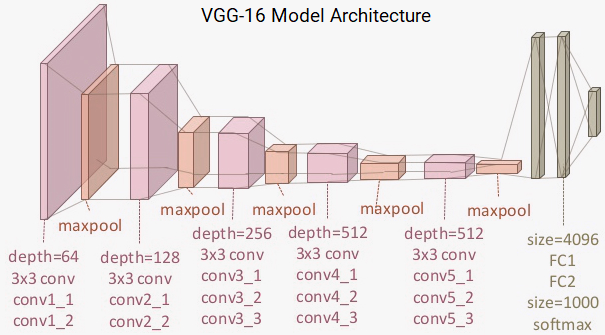 VGG-16 Model Architecture
maxpool
maxpool
maxpool
maxpool
maxpool
depth=64
3x3 conv
conv1_1
conv1_2
depth=128
3x3 conv
conv2_1
conv2_2
depth=256
3x3 conv
conv3_1
conv3_2
conv3_3
depth=512
3x3 conv
conv4_1
conv4_2
conv4_3
depth=512
3x3 conv
conv5_1
conv5_2
conv5_3
size=4096
FC1
FC2
size=1000
softmax